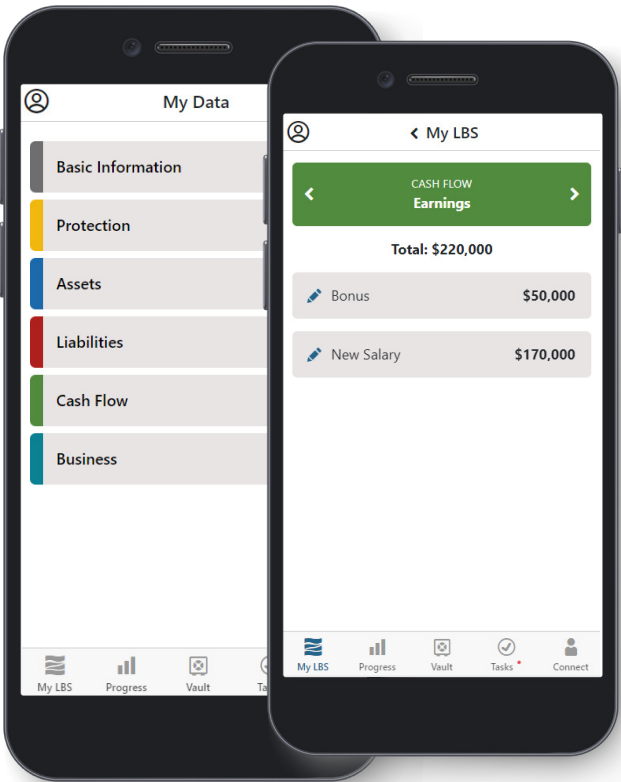 My Data
Basic Information
Protection
Assets
Liabilities
Cash Flow
Business
My LBS
Progress
Vault
Ta
My LBS
CASH FLOW
Earnings
Total: $220,000
Bonus $50,000
New Salary $170,000
My LBS
Progress
Vault
Tasks
Connect